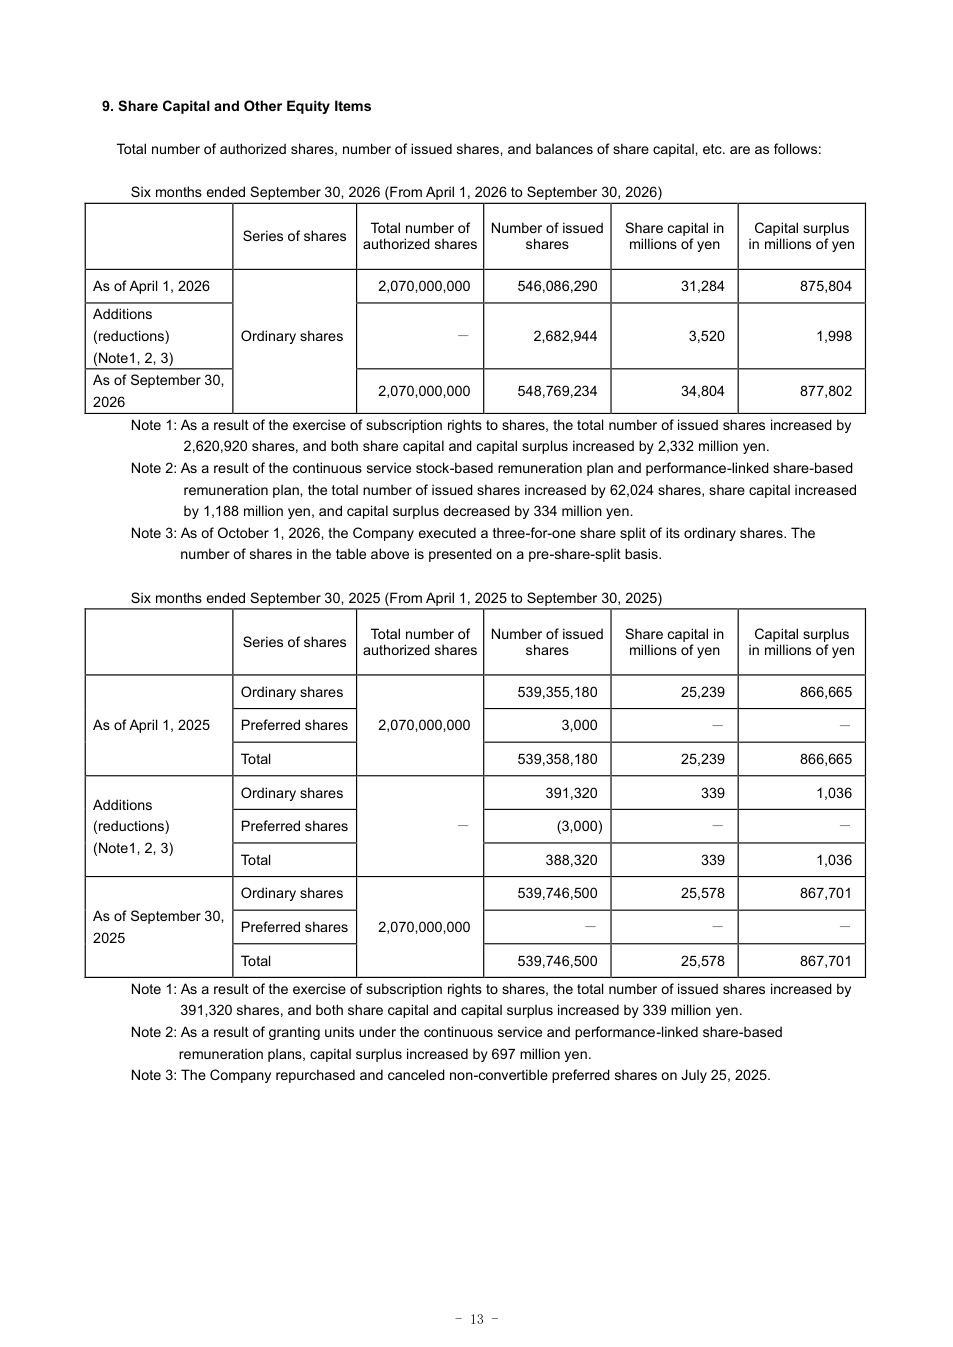 9. Share Capital and Other Equity Items
Total number of authorized shares, number of issued shares, and balances of share capital, etc. are as follows:
Six months ended September 30, 2026 (From April 1, 2026 to September 30, 2026)
Series of shares
Total number of
authorized shares
Number of issued
shares
Share capital in
millions of yen
Capital surplus
in millions of yen
As of April 1, 2026
2,070,000,000
546,086,290
31,284
875,804
Additions
(reductions)
(Note1, 2, 3)
Ordinary shares
－
2,682,944
3,520
1,998
As of September 30,
2026
2,070,000,000
548,769,234
34,804
877,802
Note 1: As a result of the exercise of subscription rights to shares, the total number of issued shares increased by
2,620,920 shares, and both share capital and capital surplus increased by 2,332 million yen.
Note 2: As a result of the continuous service stock-based remuneration plan and performance-linked share-based
remuneration plan, the total number of issued shares increased by 62,024 shares, share capital increased
by 1,188 million yen, and capital surplus decreased by 334 million yen.
Note 3: As of October 1, 2026, the Company executed a three-for-one share split of its ordinary shares. The
number of shares in the table above is presented on a pre-share-split basis.
Six months ended September 30, 2025 (From April 1, 2025 to September 30, 2025)
Series of shares
Total number of
authorized shares
Number of issued
shares
Share capital in
millions of yen
Capital surplus
in millions of yen
As of April 1, 2025
Ordinary shares
539,355,180
25,239
866,665
Preferred shares
2,070,000,000
3,000
－
－
Total
539,358,180
25,239
866,665
Additions
(reductions)
(Note1, 2, 3)
Ordinary shares
391,320
339
1,036
Preferred shares
－
(3,000)
－
－
Total
388,320
339
1,036
As of September 30,
2025
Ordinary shares
539,746,500
25,578
867,701
Preferred shares
2,070,000,000
－
－
－
Total
539,746,500
25,578
867,701
Note 1: As a result of the exercise of subscription rights to shares, the total number of issued shares increased by
391,320 shares, and both share capital and capital surplus increased by 339 million yen.
Note 2: As a result of granting units under the continuous service and performance-linked share-based
remuneration plans, capital surplus increased by 697 million yen.
Note 3: The Company repurchased and canceled non-convertible preferred shares on July 25, 2025.
－ 13 －